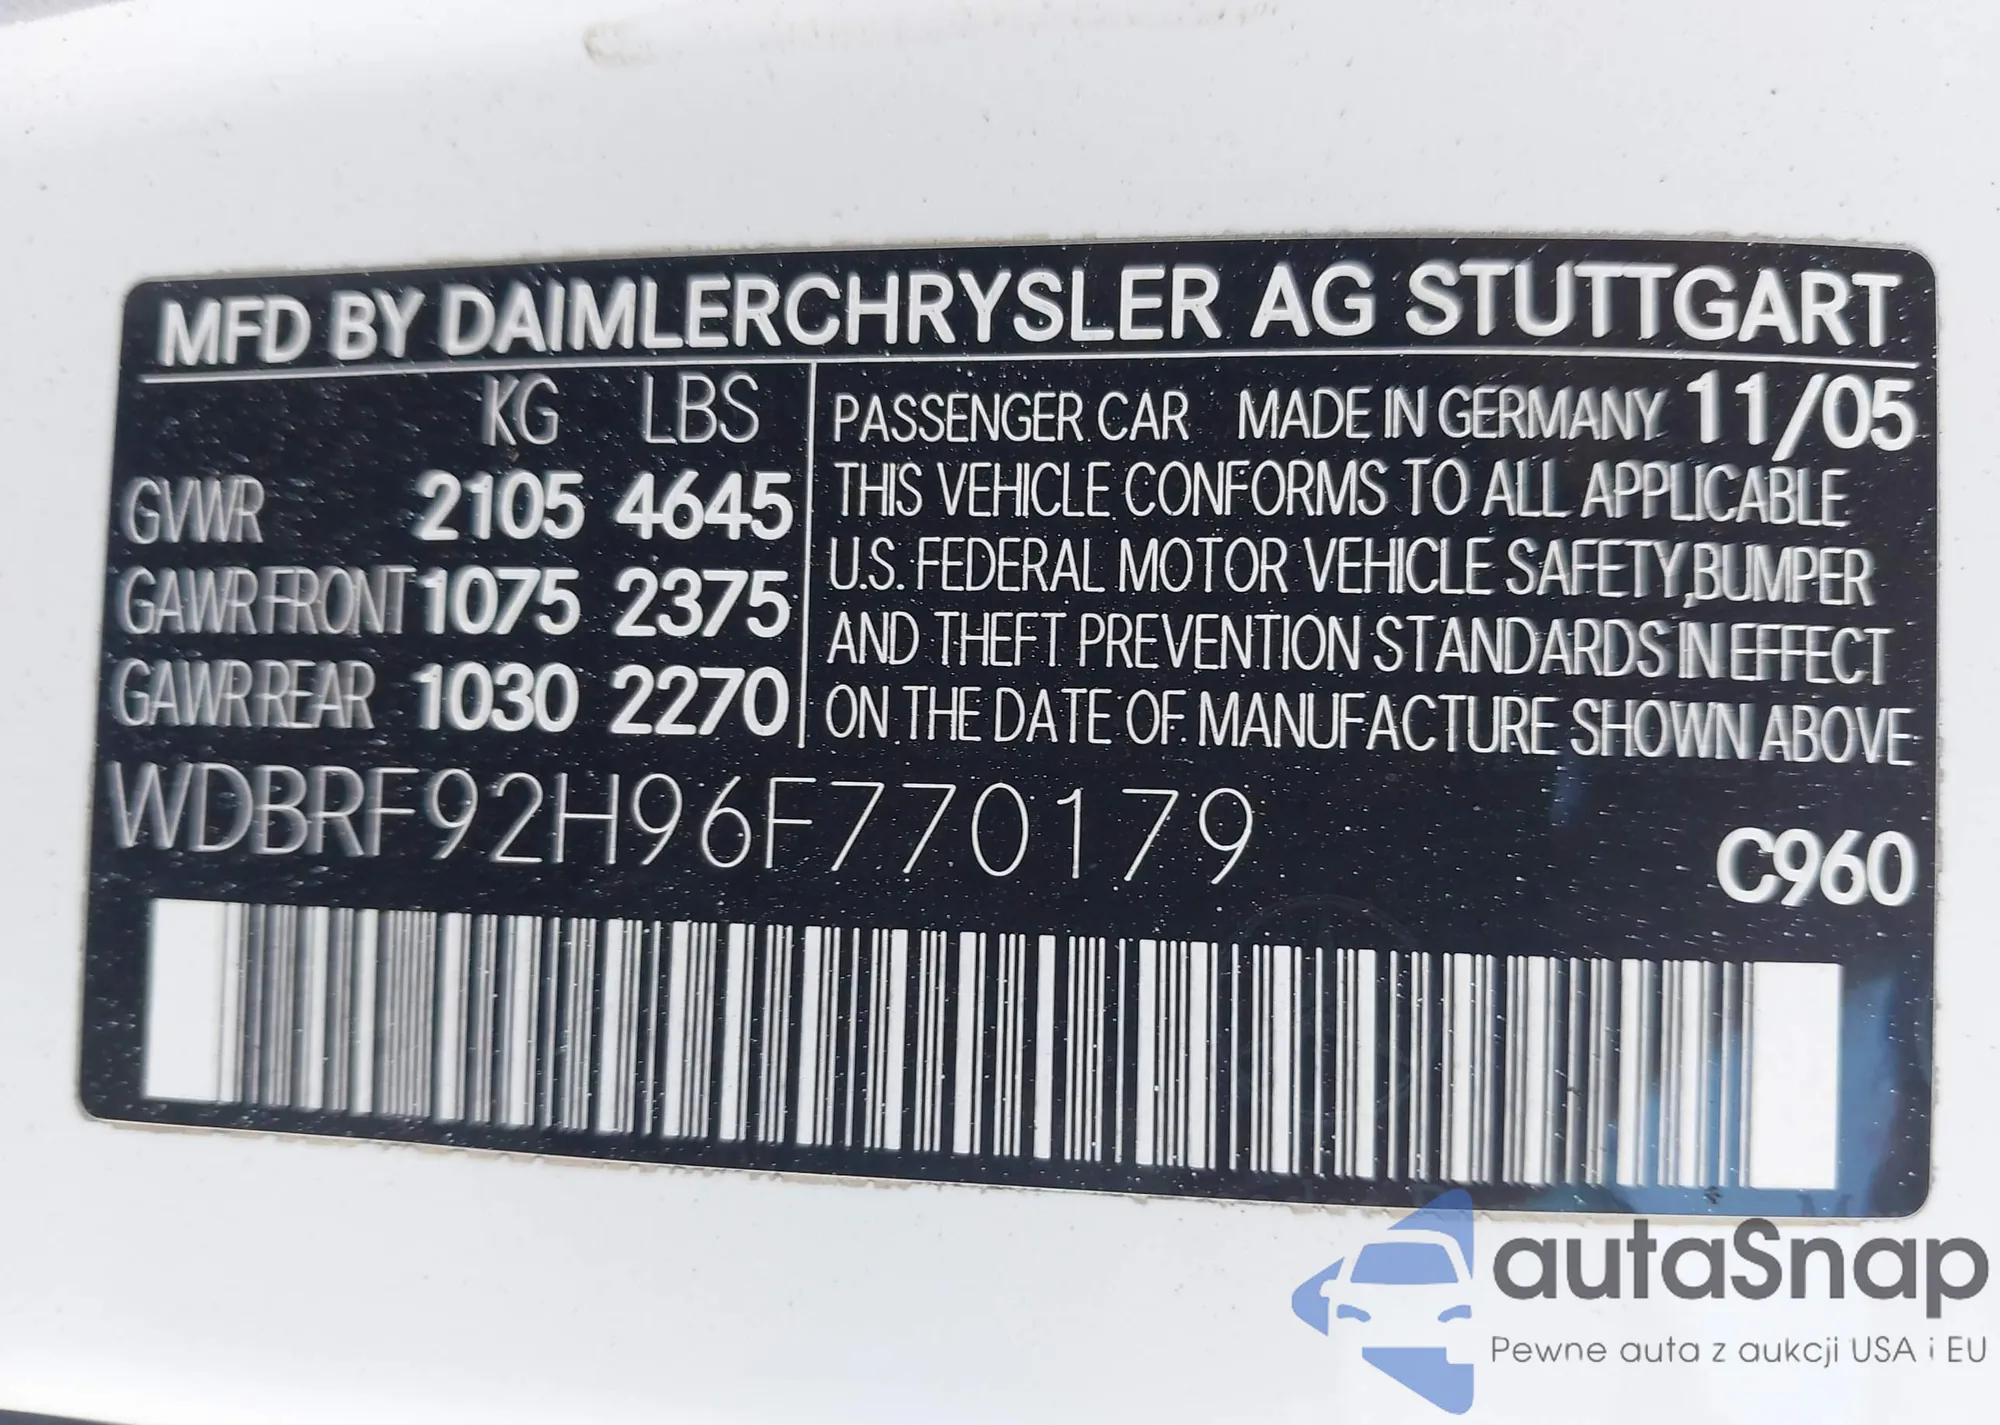 MFD BY DAIMLERCHRYSLER AG STUTTGART
KG LBS
GVWR 2105 4645
GAWR FRONT 1075 2375
GAWR REAR 1030 2270
PASSENGER CAR MADE IN GERMANY 11/05
THIS VEHICLE CONFORMS TO ALL APPLICABLE
U.S. FEDERAL MOTOR VEHICLE SAFETY,BUMPER
AND THEFT PREVENTION STANDARDS IN EFFECT
ON THE DATE OF MANUFACTURE SHOWN ABOVE
WDBRF92H96F770179
C960
autaSnap
Pewne auta z aukcji USA i EU